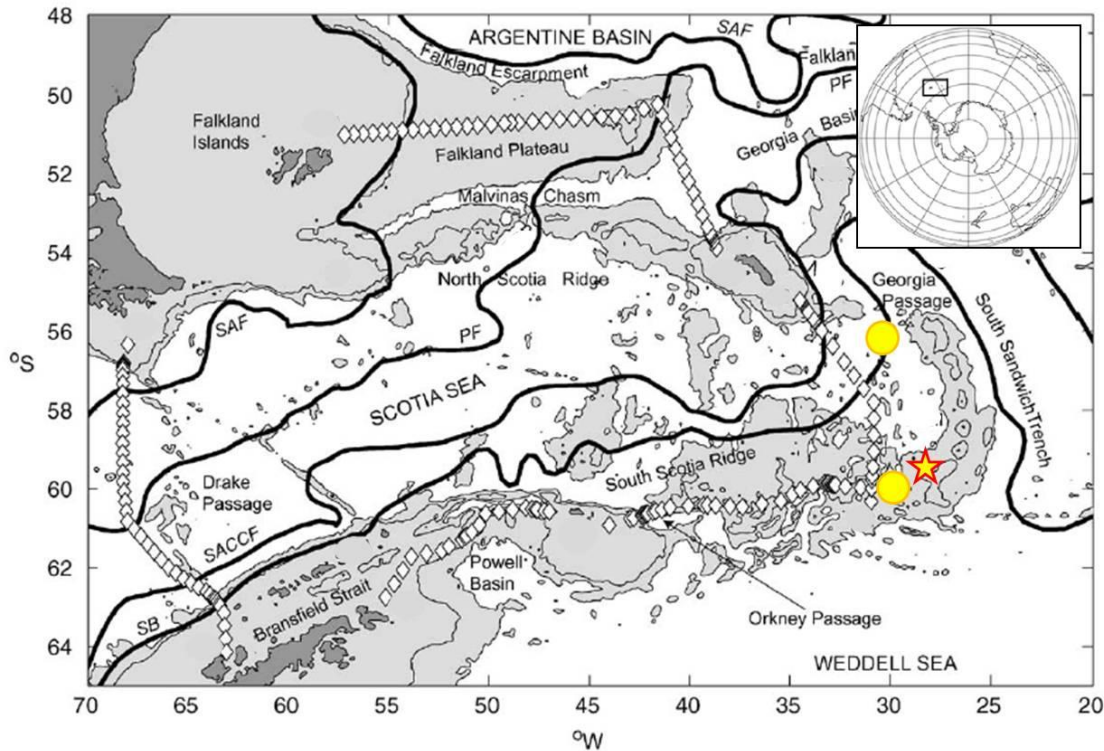 48
50
52
54
56
58
60
62
64
°S
70
65
60
55
50
45
40
35
30
25
20
°W
ARGENTINE BASIN
SAF
Falkland Escarpment
Falklan
PF
Falkland
Islands
Falkland Plateau
Georgia Basin
Malvinas Chasm
North Scotia Ridge
Georgia
Passage
SAF
PF
SCOTIA SEA
South Sandwich Trench
South Scotia Ridge
Drake
Passage
SACCF
Powell
Basin
Orkney Passage
Bransfield Strait
SB
WEDDELL SEA